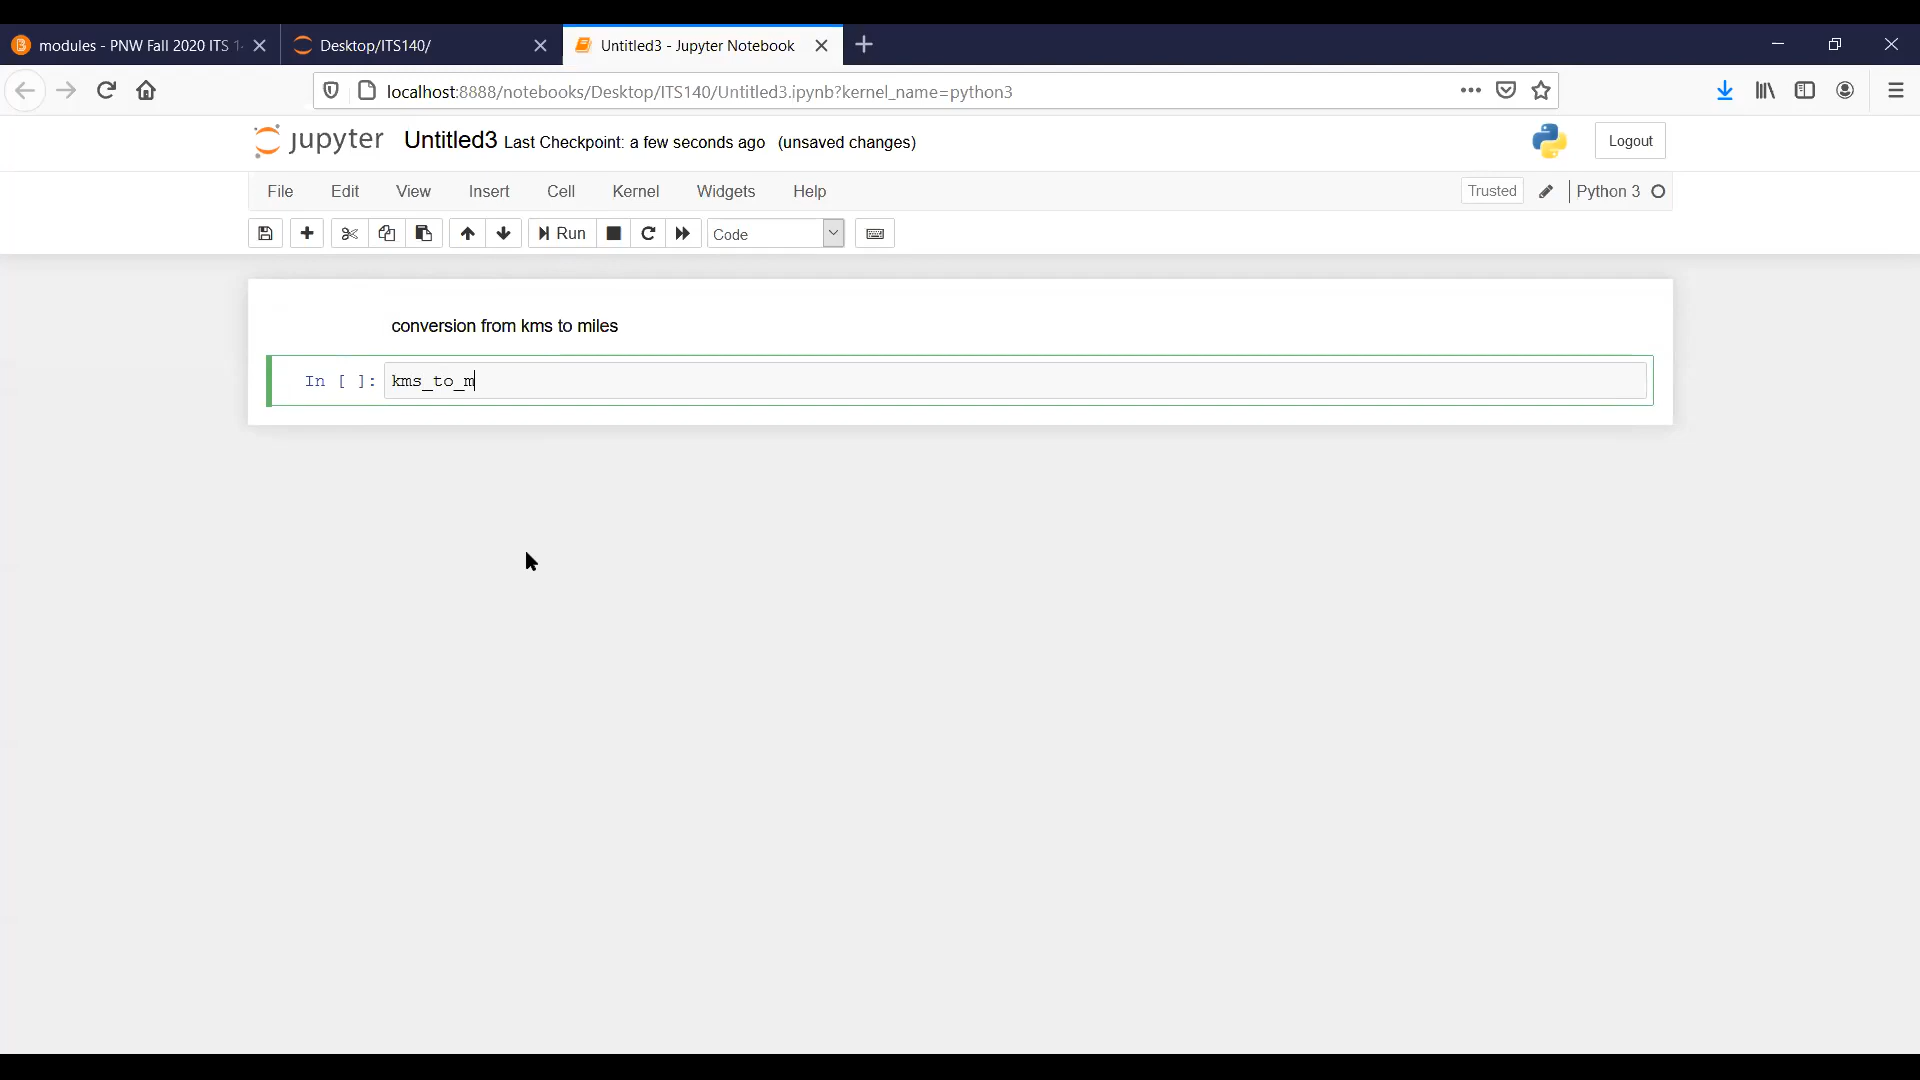 modules - PNW Fall 2020 ITS 1
Desktop/ITS140/
Untitled3 - Jupyter Notebook
localhost:8888/notebooks/Desktop/ITS140/Untitled3.ipynb?kernel_name=python3
jupyter Untitled3 Last Checkpoint: a few seconds ago (unsaved changes)
Logout
File Edit View Insert Cell Kernel Widgets Help
Trusted Python 3
Run Code
conversion from kms to miles
In [ ]: kms_to_m